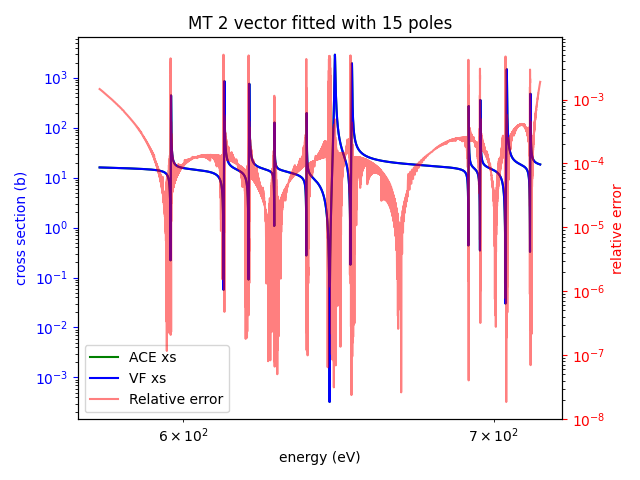 MT 2 vector fitted with 15 poles
cross section (b)
10³
10²
10¹
10⁰
10⁻¹
10⁻²
10⁻³
10⁻³
10⁻⁴
10⁻⁵
10⁻⁶
10⁻⁷
10⁻⁸
relative error
ACE xs
VF xs
Relative error
6 × 10²
7 × 10²
energy (eV)